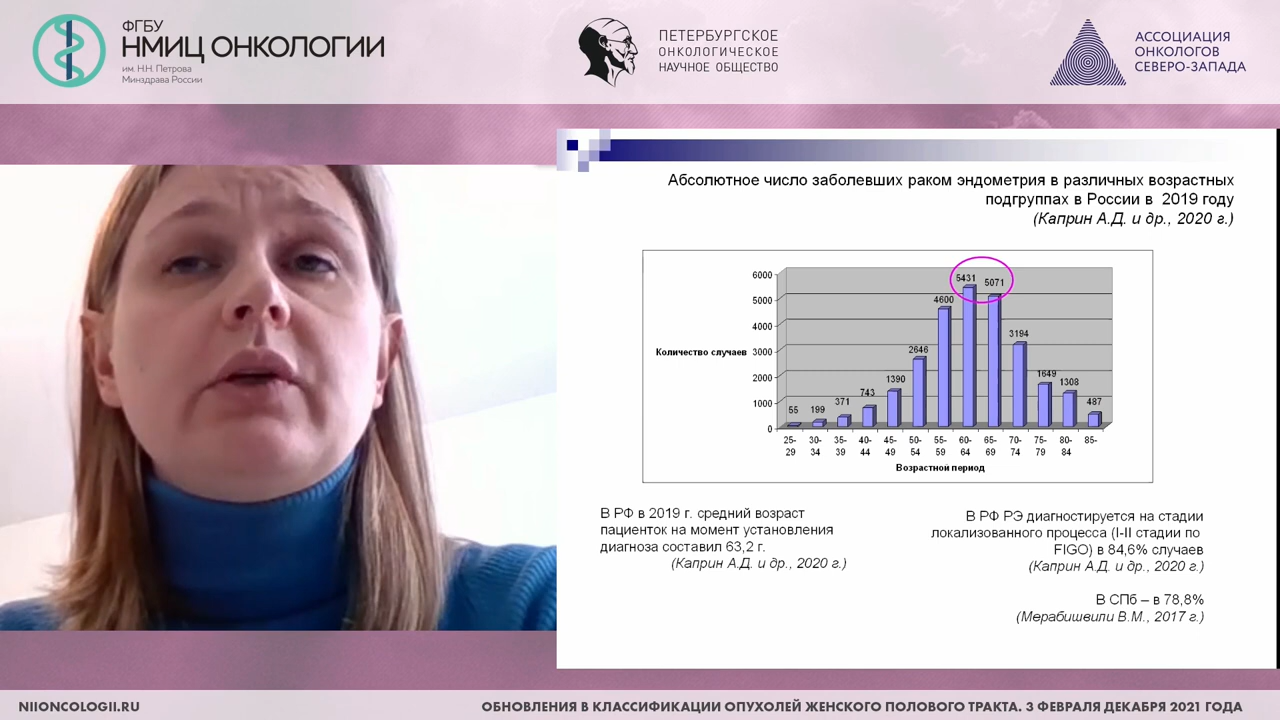 ФГБУ
НМИЦ ОНКОЛОГИИ
им. Н.Н. Петрова
Минздрава России
ПЕТЕРБУРГСКОЕ
ОНКОЛОГИЧЕСКОЕ
НАУЧНОЕ ОБЩЕСТВО
АССОЦИАЦИЯ
ОНКОЛОГОВ
СЕВЕРО-ЗАПАДА
Абсолютное число заболевших раком эндометрия в различных возрастных
подгруппах в России в 2019 году
(Каприн А.Д. и др., 2020 г.)
Количество случаев
6000
5000
4000
3000
2000
1000
0
55
199
371
743
1390
2646
4600
5431
5071
3194
1649
1308
487
25-
29
30-
34
35-
39
40-
44
45-
49
50-
54
55-
59
60-
64
65-
69
70-
74
75-
79
80-
84
85-
Возрастной период
В РФ в 2019 г. средний возраст
пациенток на момент установления
диагноза составил 63,2 г.
(Каприн А.Д. и др., 2020 г.)
В РФ РЭ диагностируется на стадии
локализованного процесса (I-II стадии по
FIGO) в 84,6% случаев
(Каприн А.Д. и др., 2020 г.)
В СПб – в 78,8%
(Мерабишвили В.М., 2017 г.)
NIIONCOLOGII.RU
ОБНОВЛЕНИЯ В КЛАССИФИКАЦИИ ОПУХОЛЕЙ ЖЕНСКОГО ПОЛОВОГО ТРАКТА. 3 ФЕВРАЛЯ ДЕКАБРЯ 2021 ГОДА